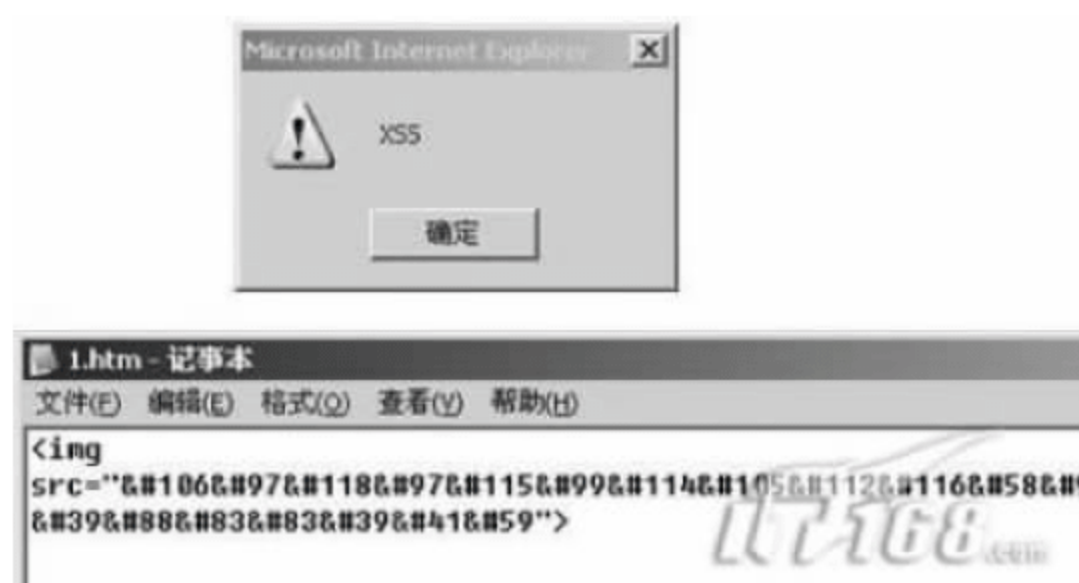 Microsoft Internet Explorer
XSS
确定
1.htm - 记事本
文件(F) 编辑(E) 格式(O) 查看(V) 帮助(H)
<img
src="&#106&#97&#118&#97&#115&#99&#114&#105&#112&#116&#58&#
&#39&#88&#83&#83&#39&#41&#59">
IT168.com